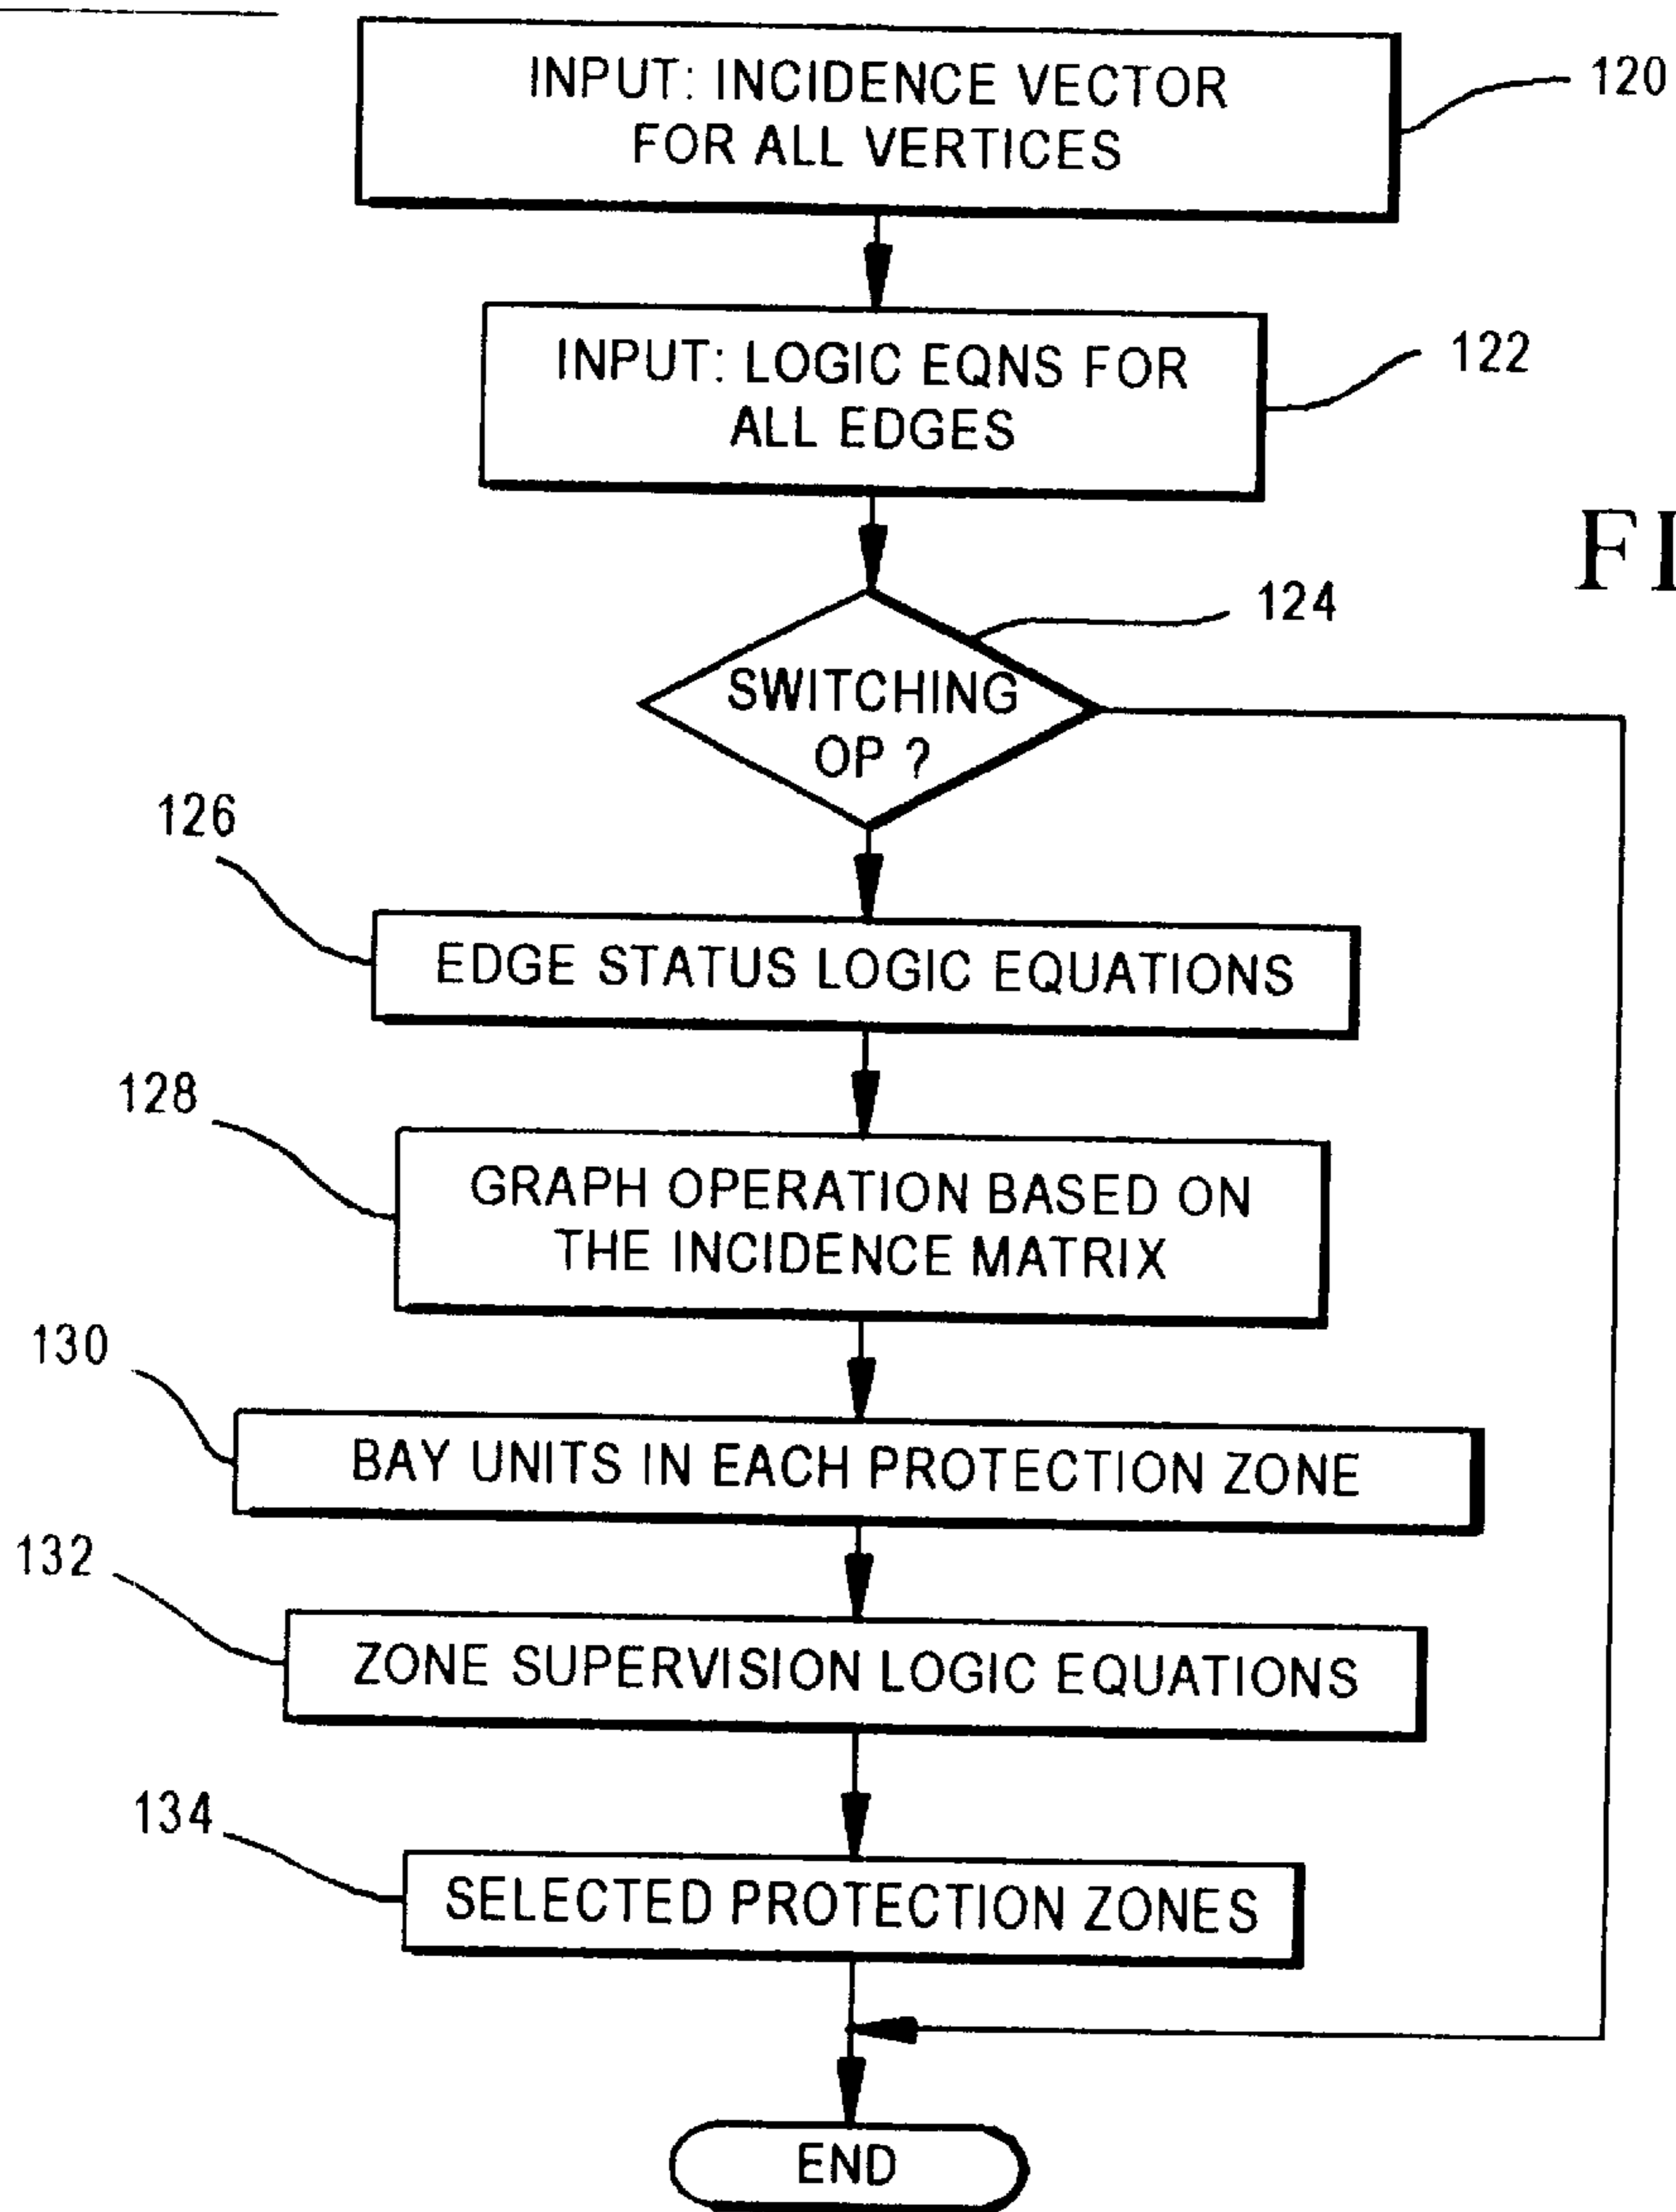 INPUT: INCIDENCE VECTOR
FOR ALL VERTICES
120
INPUT: LOGIC EQNS FOR
ALL EDGES
122
FI
124
SWITCHING
OP ?
126
EDGE STATUS LOGIC EQUATIONS
128
GRAPH OPERATION BASED ON
THE INCIDENCE MATRIX
130
BAY UNITS IN EACH PROTECTION ZONE
132
ZONE SUPERVISION LOGIC EQUATIONS
134
SELECTED PROTECTION ZONES
END